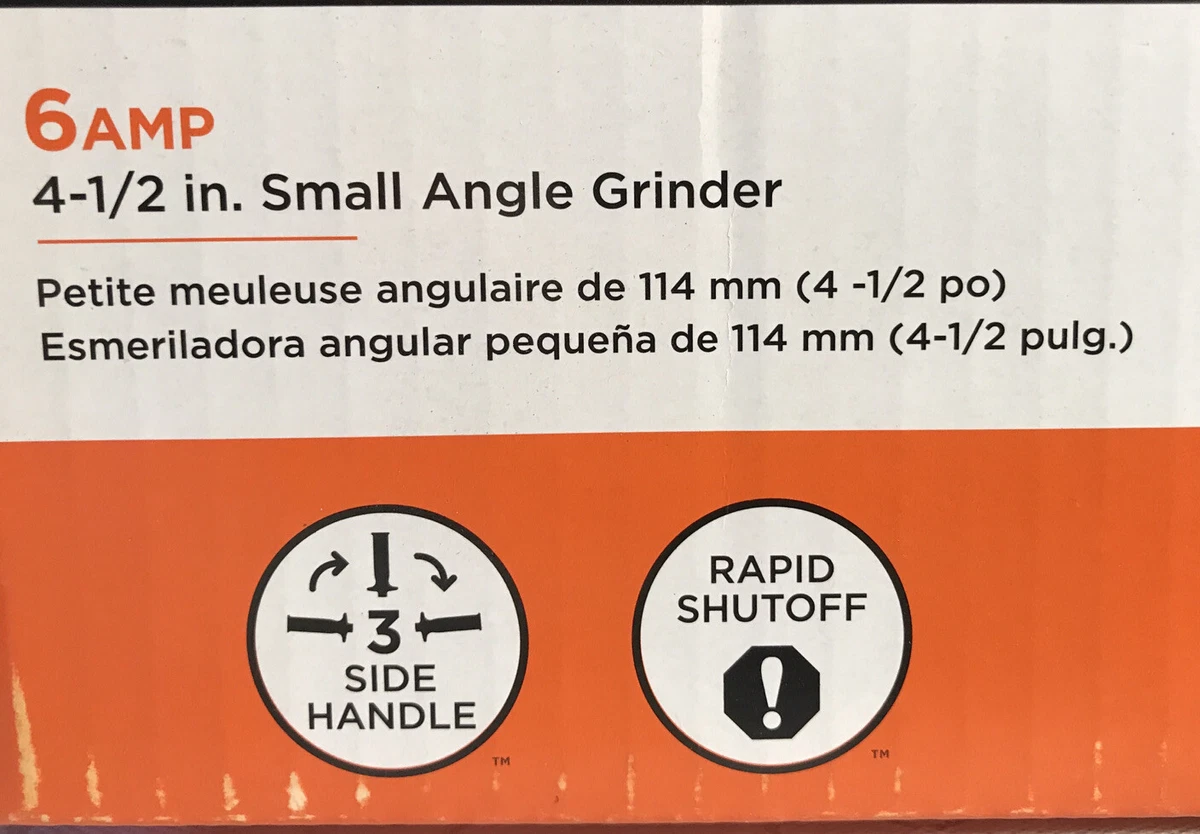 6AMP
4-1/2 in. Small Angle Grinder
Petite meuleuse angulaire de 114 mm (4 -1/2 po)
Esmeriladora angular pequeña de 114 mm (4-1/2 pulg.)
3
SIDE
HANDLE
TM
RAPID
SHUTOFF
!
TM